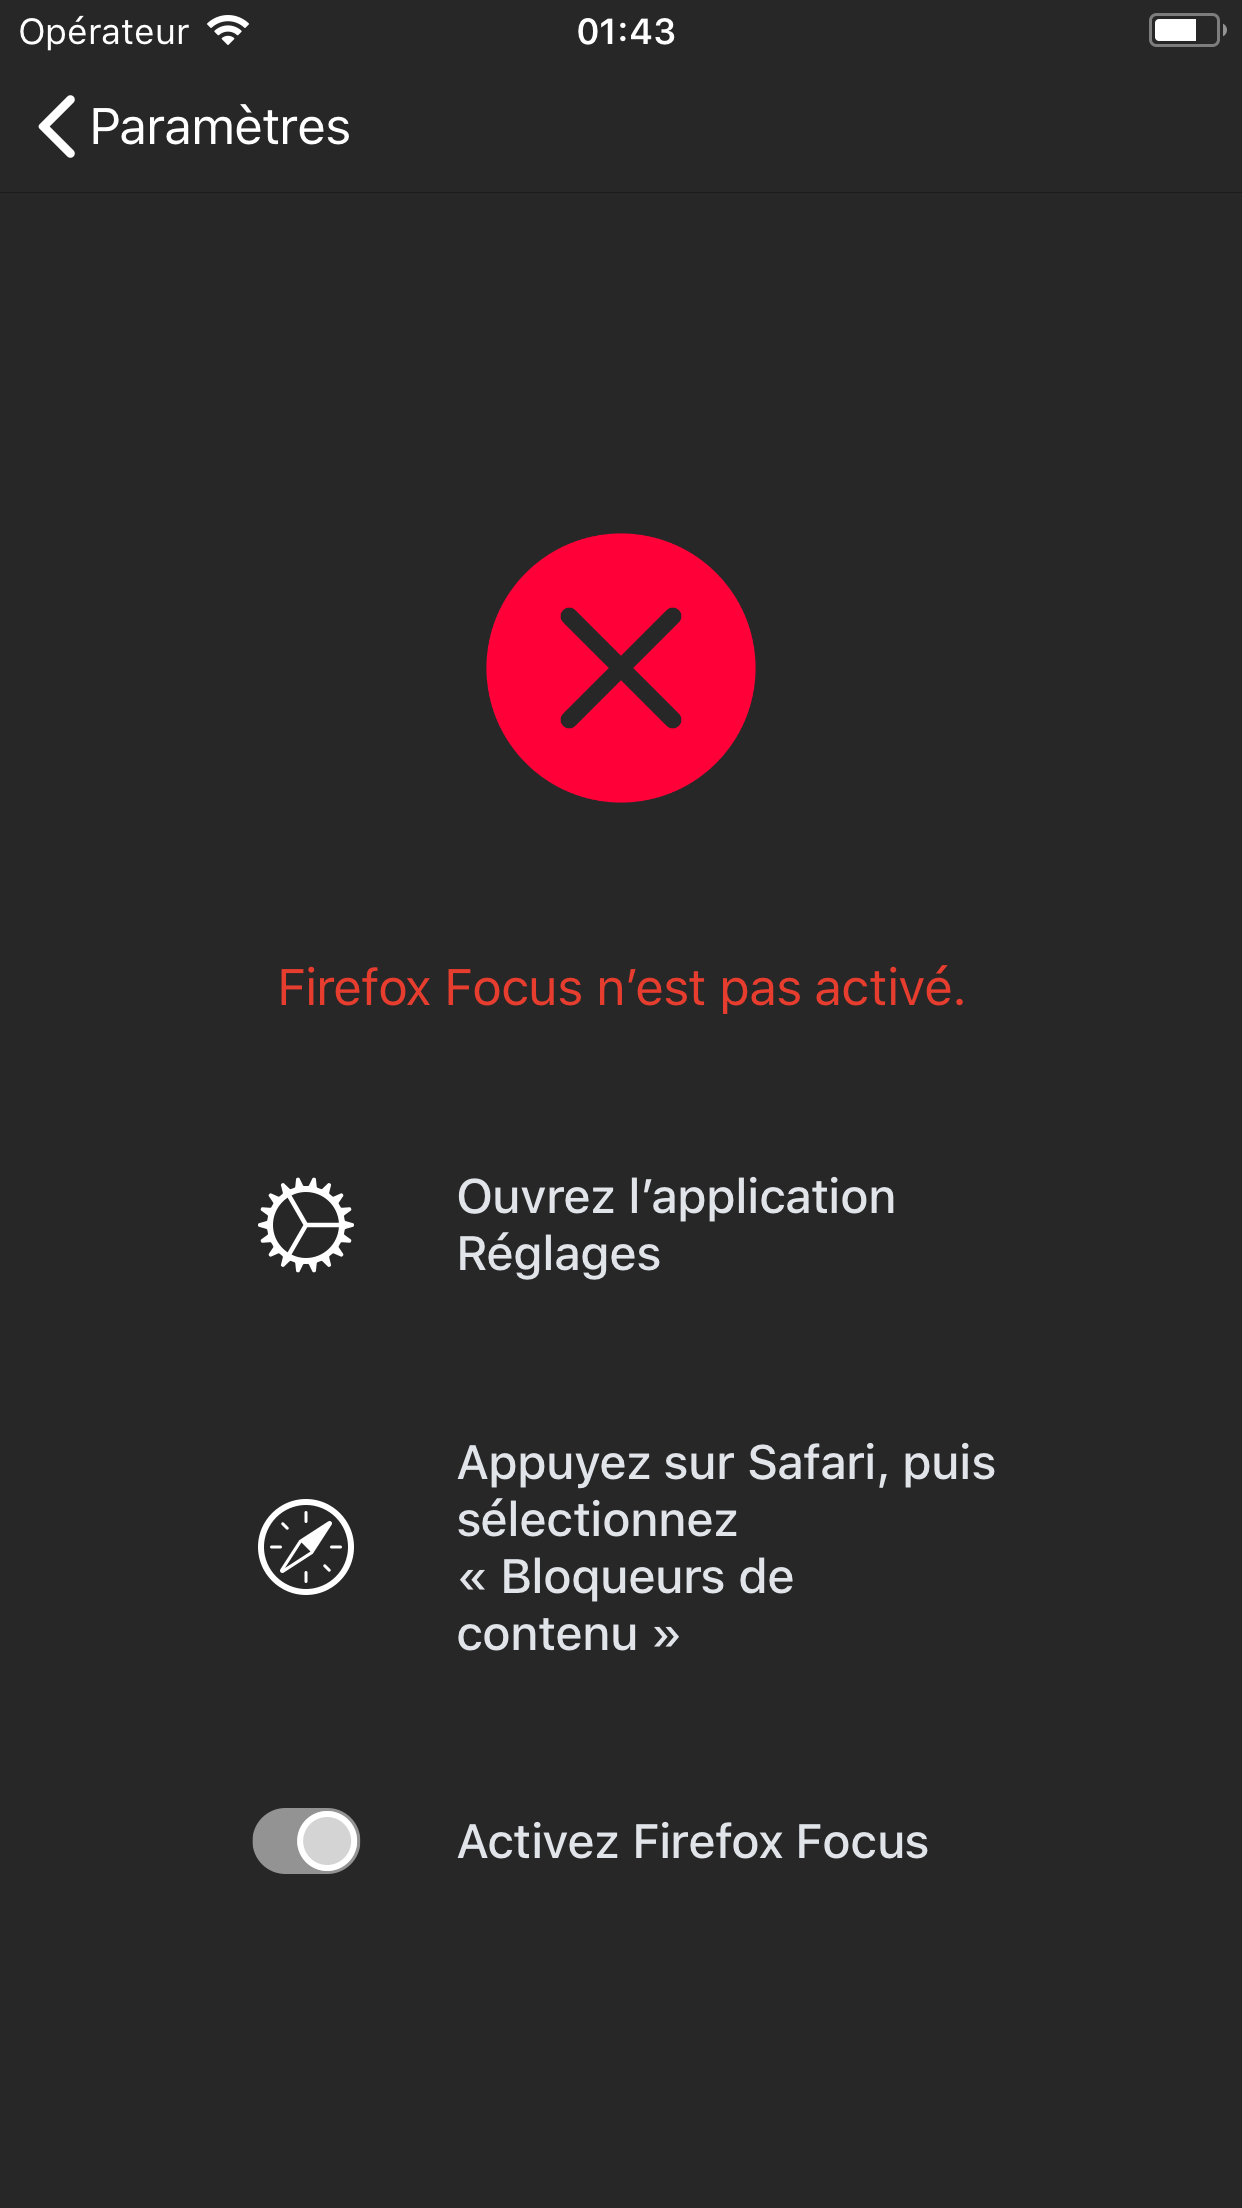 Opérateur 01:43
Paramètres
Firefox Focus n’est pas activé.
Ouvrez l’application
Réglages
Appuyez sur Safari, puis
sélectionnez
« Bloqueurs de
contenu »
Activez Firefox Focus